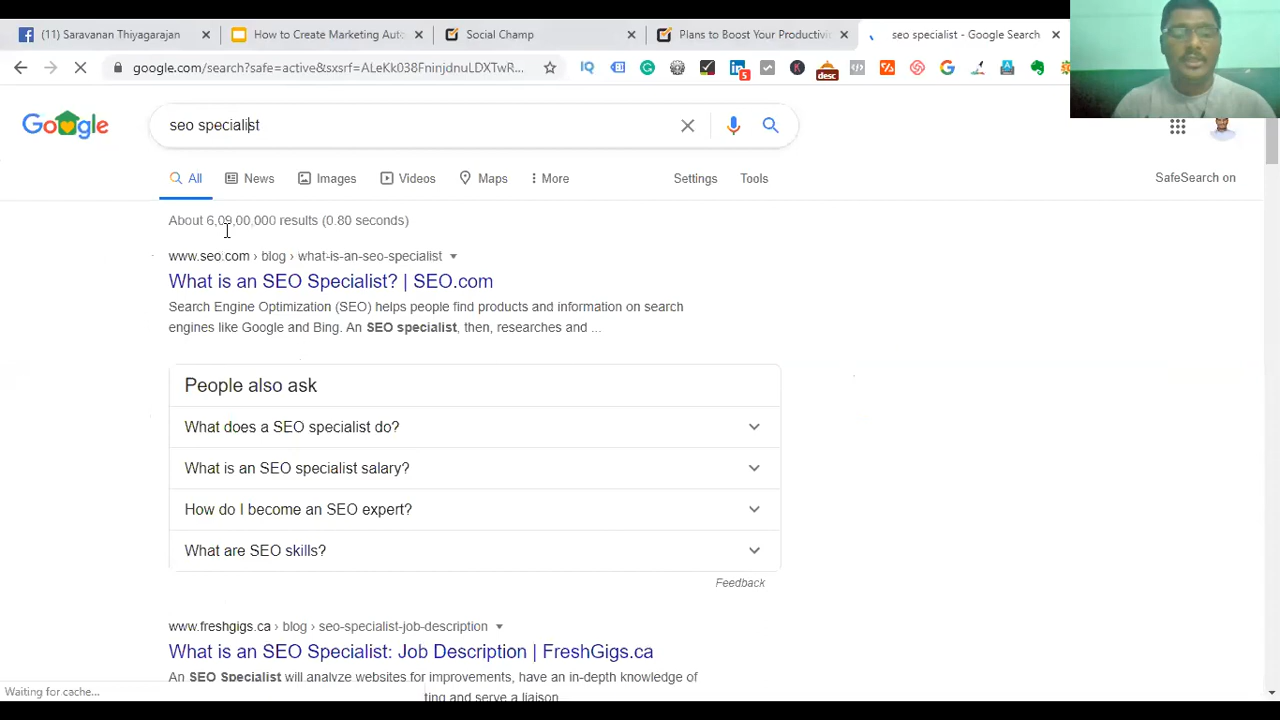 (11) Saravanan Thiyagarajan
How to Create Marketing Auto
Social Champ
Plans to Boost Your Productivi
seo specialist - Google Search
google.com/search?safe=active&sxsrf=ALeKk038FninjdnuLDXTwR...
5
desc
Google
seo specialist
All
News
Images
Videos
Maps
More
Settings
Tools
SafeSearch on
About 6,09,00,000 results (0.80 seconds)
www.seo.com › blog › what-is-an-seo-specialist
What is an SEO Specialist? | SEO.com
Search Engine Optimization (SEO) helps people find products and information on search
engines like Google and Bing. An SEO specialist, then, researches and ...
People also ask
What does a SEO specialist do?
What is an SEO specialist salary?
How do I become an SEO expert?
What are SEO skills?
Feedback
www.freshgigs.ca › blog › seo-specialist-job-description
What is an SEO Specialist: Job Description | FreshGigs.ca
An SEO Specialist will analyze websites for improvements, have an in-depth knowledge of
ting and serve a liaison
Waiting for cache...